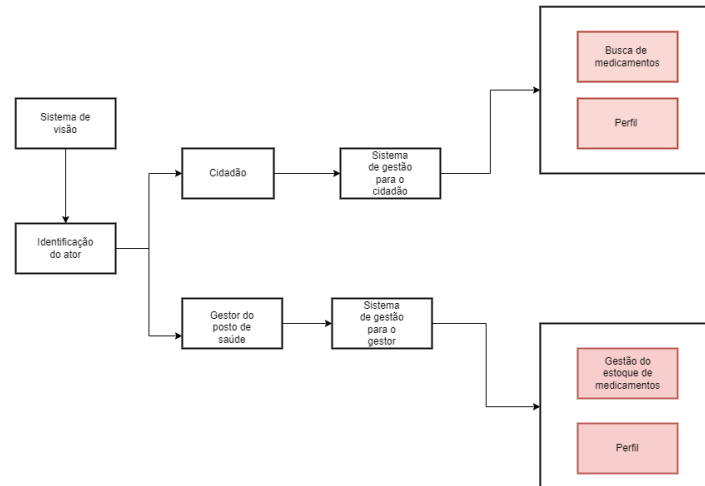 Sistema de
visão
Identificação
do ator
Cidadão
Sistema
de gestão
para o
cidadão
Busca de
medicamentos
Perfil
Gestor do
posto de
saúde
Sistema
de gestão
para o
gestor
Gestão do
estoque de
medicamentos
Perfil